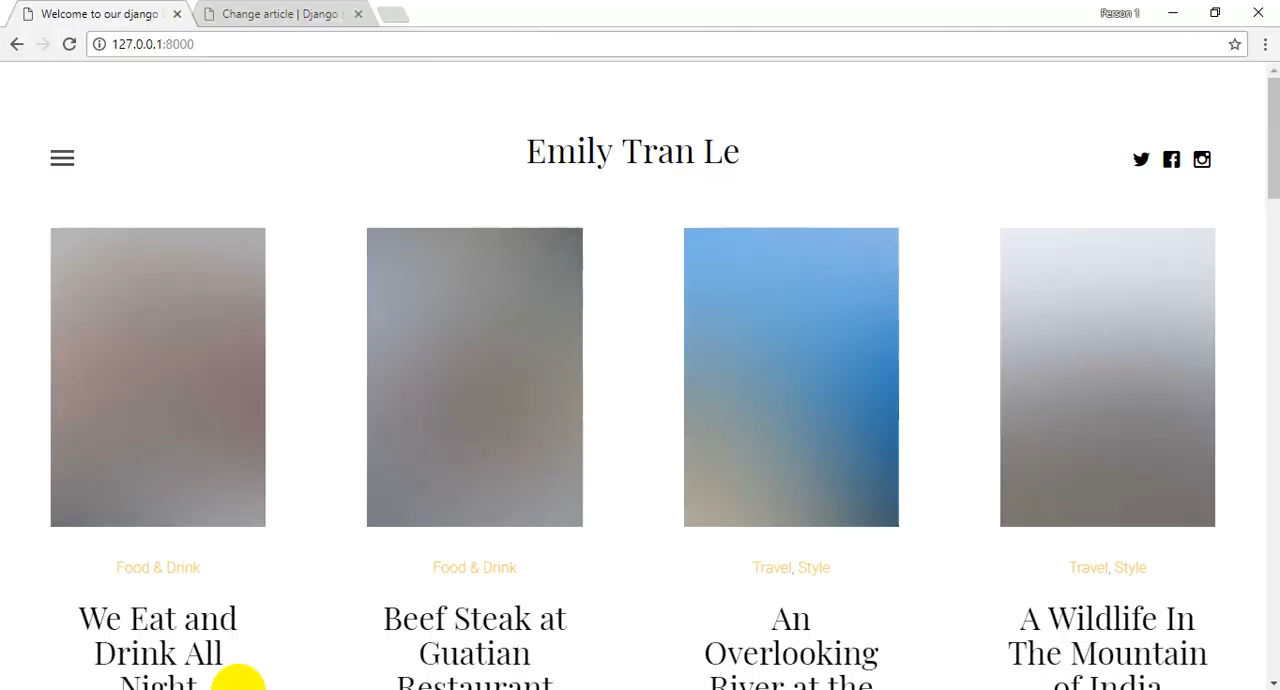 Welcome to our django
Change article | Django s
Person 1
127.0.0.1:8000
Emily Tran Le
Food & Drink
We Eat and
Drink All
Night
Food & Drink
Beef Steak at
Guatian
Restaurant
Travel, Style
An
Overlooking
River at the
Travel, Style
A Wildlife In
The Mountain
of India